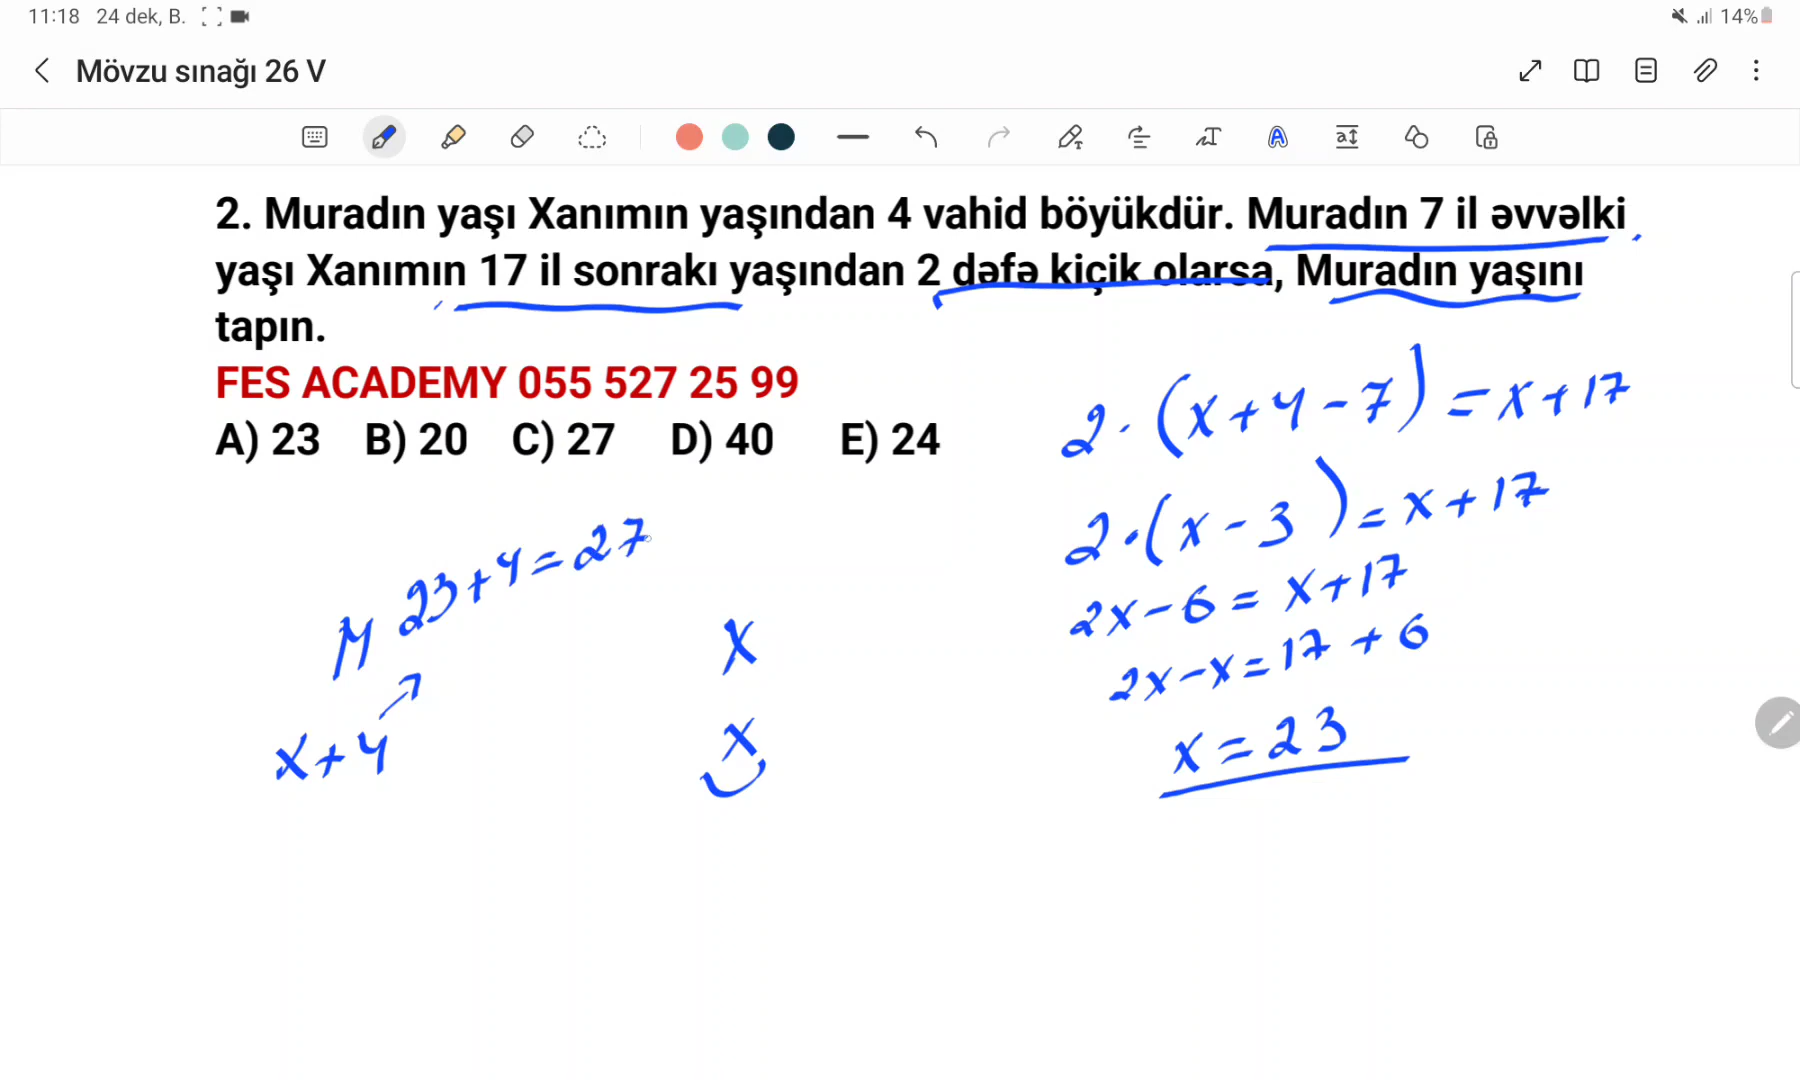 11:18 24 dek, B. 14%
Mövzu sınağı 26 V
2. Muradın yaşı Xanımın yaşından 4 vahid böyükdür. Muradın 7 il əvvəlki
yaşı Xanımın 17 il sonrakı yaşından 2 dəfə kiçik olarsa, Muradın yaşını
tapın.
FES ACADEMY 055 527 25 99
A) 23 B) 20 C) 27 D) 40 E) 24
2·(x+4-7)=x+17
2·(x-3)=x+17
2x-6=x+17
2x-x=17+6
x=23
M 23+4=27
X
x+4
x